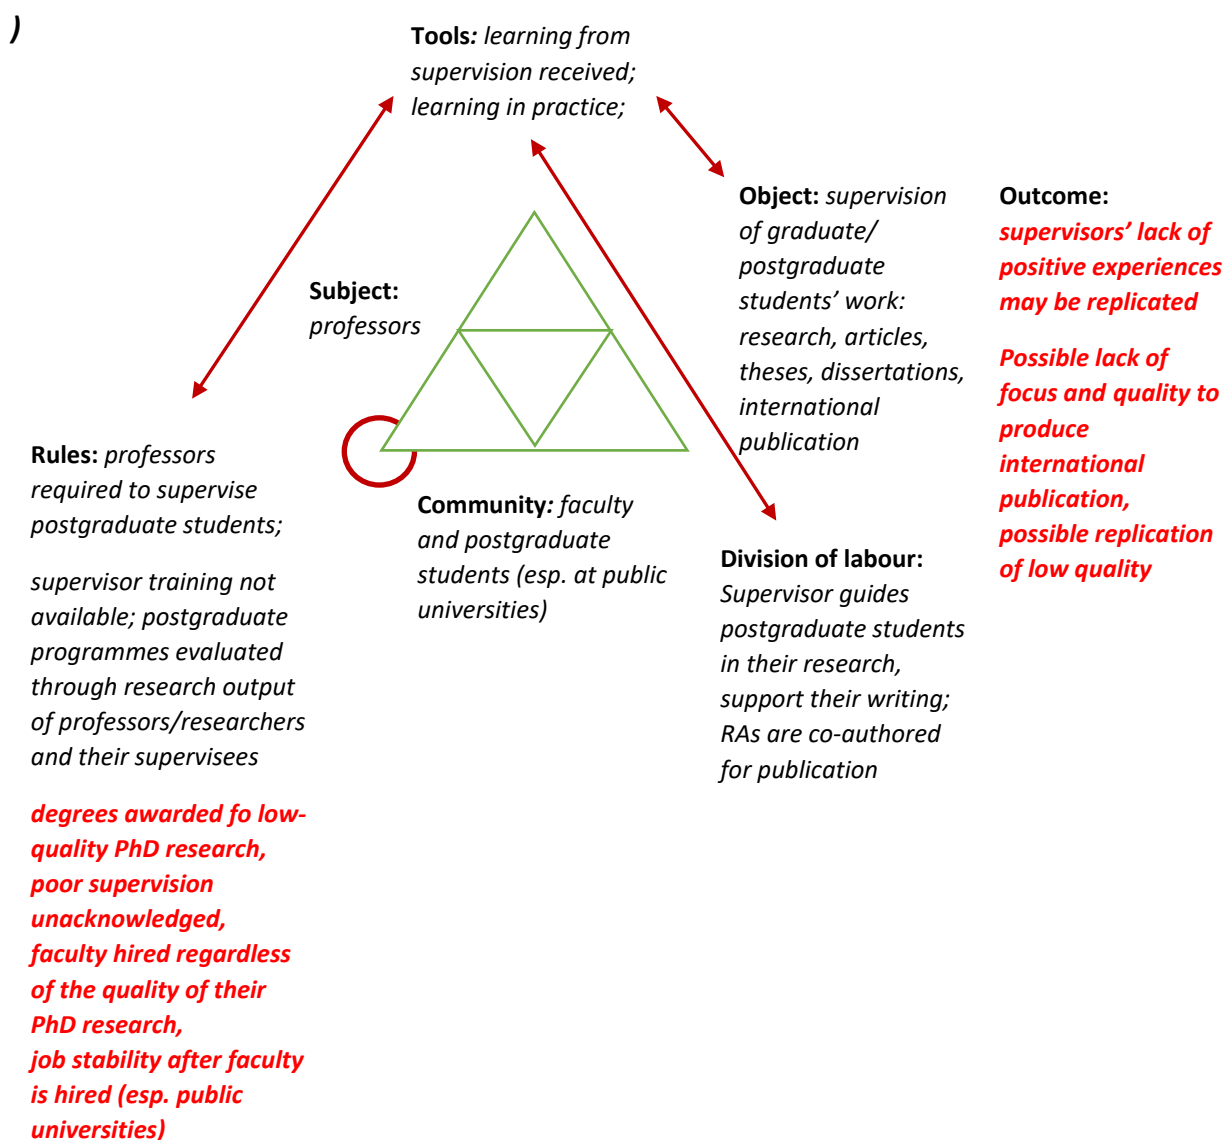 )
Tools: learning from
supervision received;
learning in practice;
Subject:
professors
Object: supervision
of graduate/
postgraduate
students’ work:
research, articles,
theses, dissertations,
international
publication
Outcome:
supervisors’ lack of
positive experiences
may be replicated
Possible lack of
focus and quality to
produce
international
publication,
possible replication
of low quality
Rules: professors
required to supervise
postgraduate students;
supervisor training not
available; postgraduate
programmes evaluated
through research output
of professors/researchers
and their supervisees
degrees awarded fo low-
quality PhD research,
poor supervision
unacknowledged,
faculty hired regardless
of the quality of their
PhD research,
job stability after faculty
is hired (esp. public
universities)
Community: faculty
and postgraduate
students (esp. at public
universities)
Division of labour:
Supervisor guides
postgraduate students
in their research,
support their writing;
RAs are co-authored
for publication